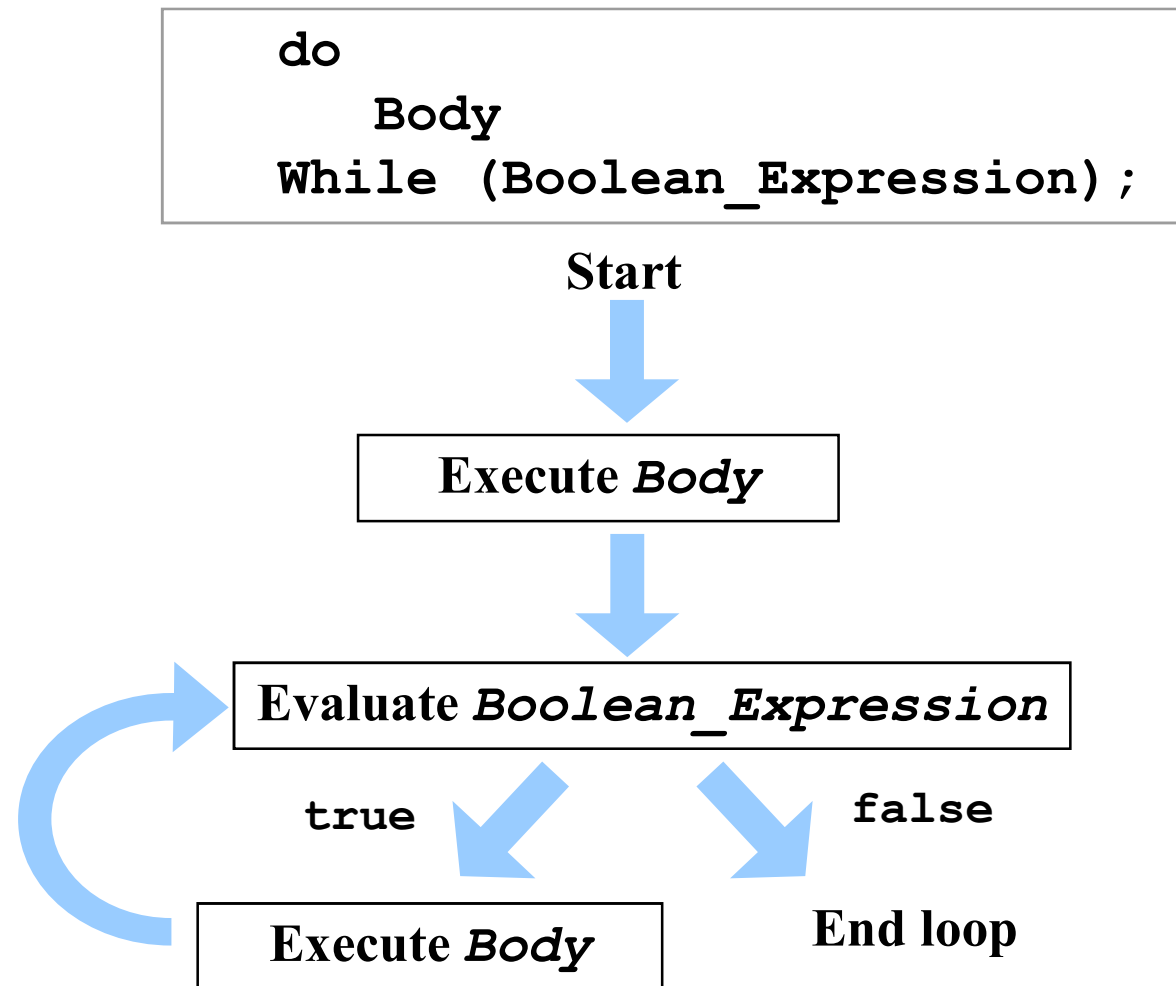 do
Body
While (Boolean_Expression);
Start
Execute Body
Evaluate Boolean_Expression
true
false
Execute Body
End loop